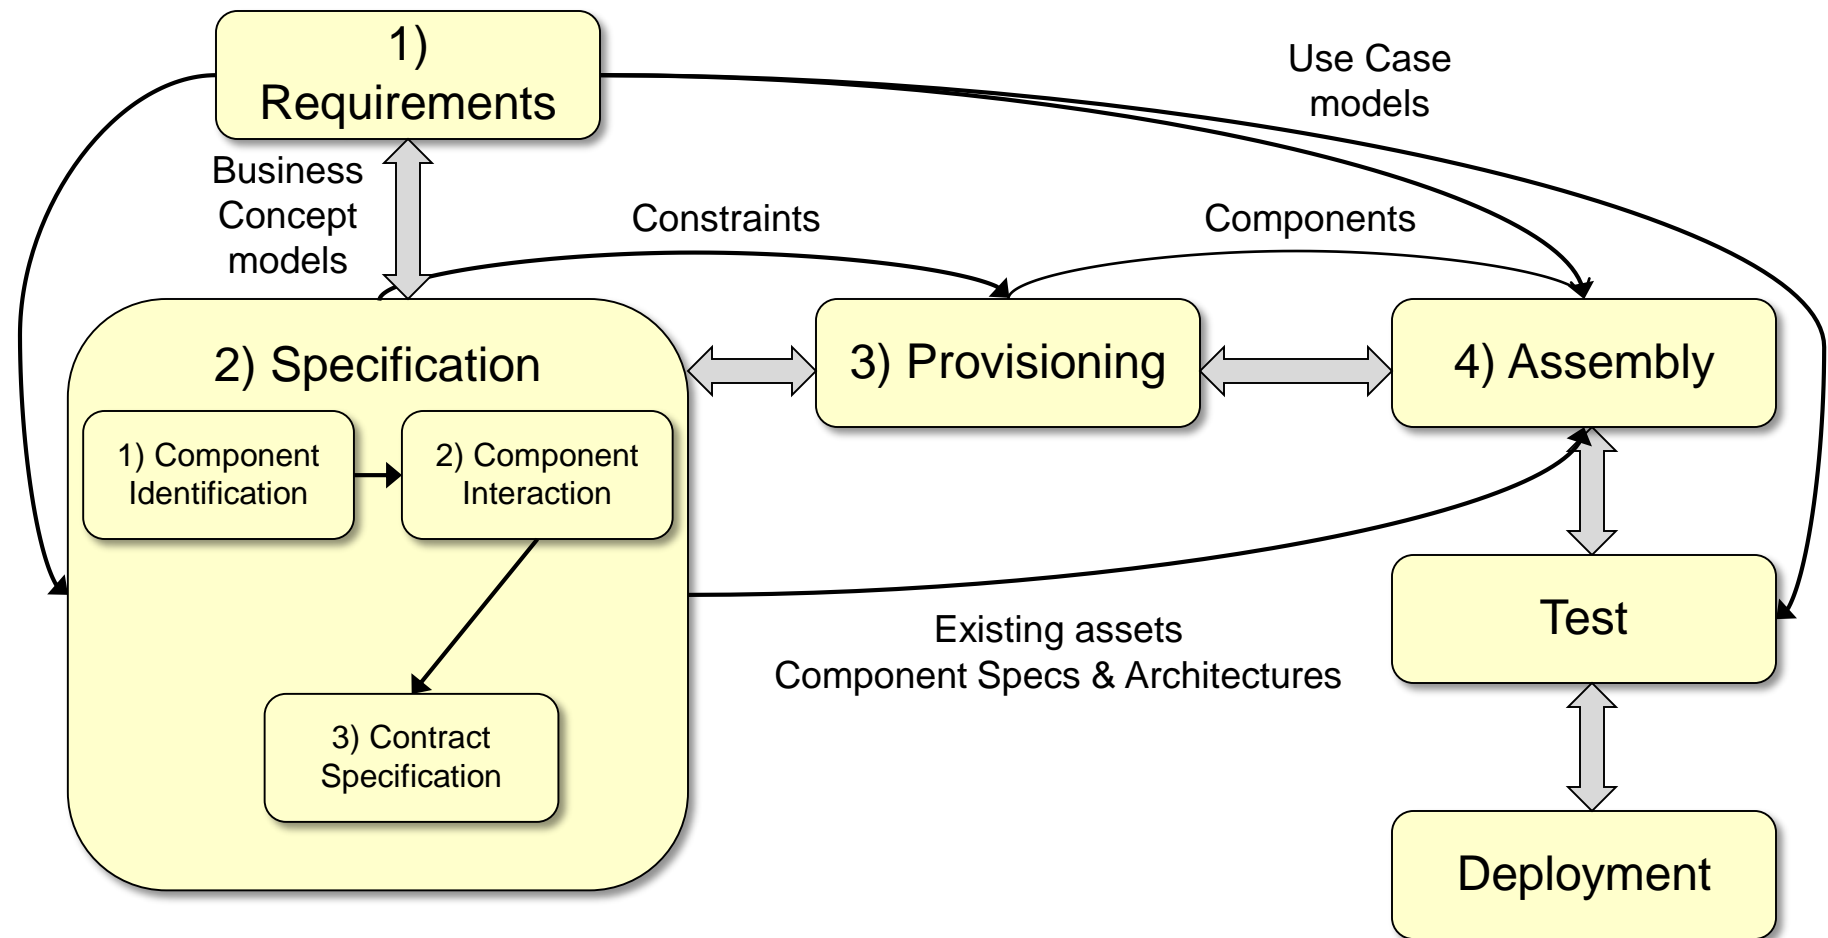 1)
Requirements
Use Case
models
Business
Concept
models
Constraints
Components
2) Specification
3) Provisioning
4) Assembly
1) Component
Identification
2) Component
Interaction
3) Contract
Specification
Existing assets
Component Specs & Architectures
Test
Deployment